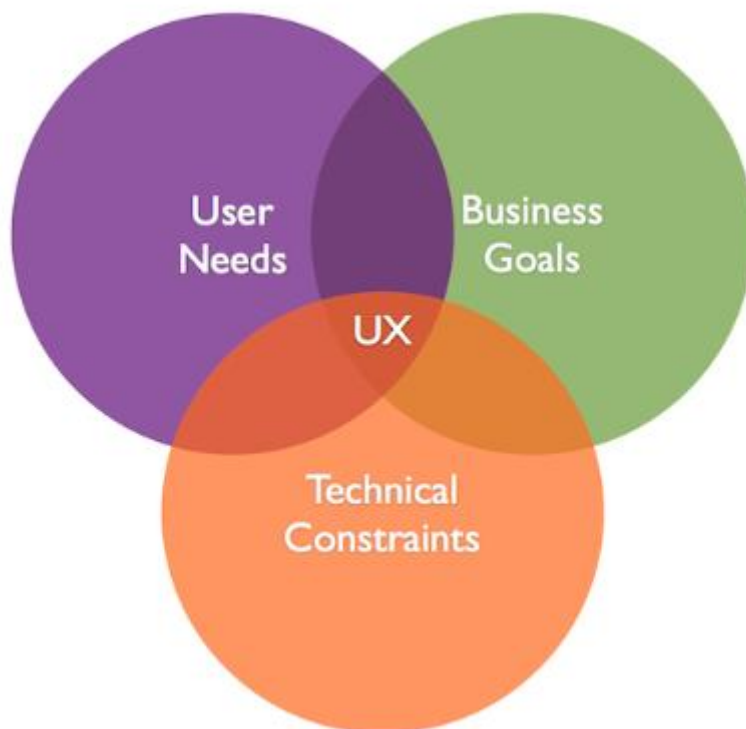 User
Needs
Business
Goals
UX
Technical
Constraints